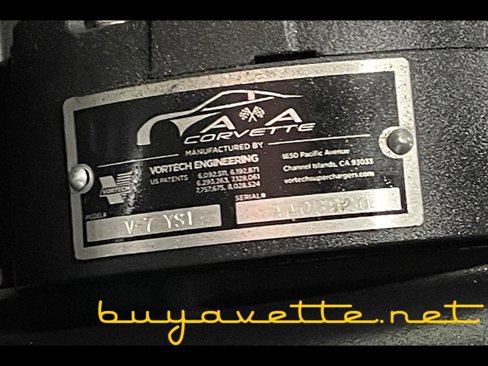 A&A
CORVETTE
MANUFACTURED BY
VORTECH ENGINEERING
US PATENTS 6,092,511, 6,192,871
6,293,263, 7,128,061
7,757,675, 8,028,524
1650 Pacific Avenue
Channel Islands, CA 93033
vortechsuperchargers.com
VORTECH
MODEL# V-7 YSI
SERIAL#
buyavette.net